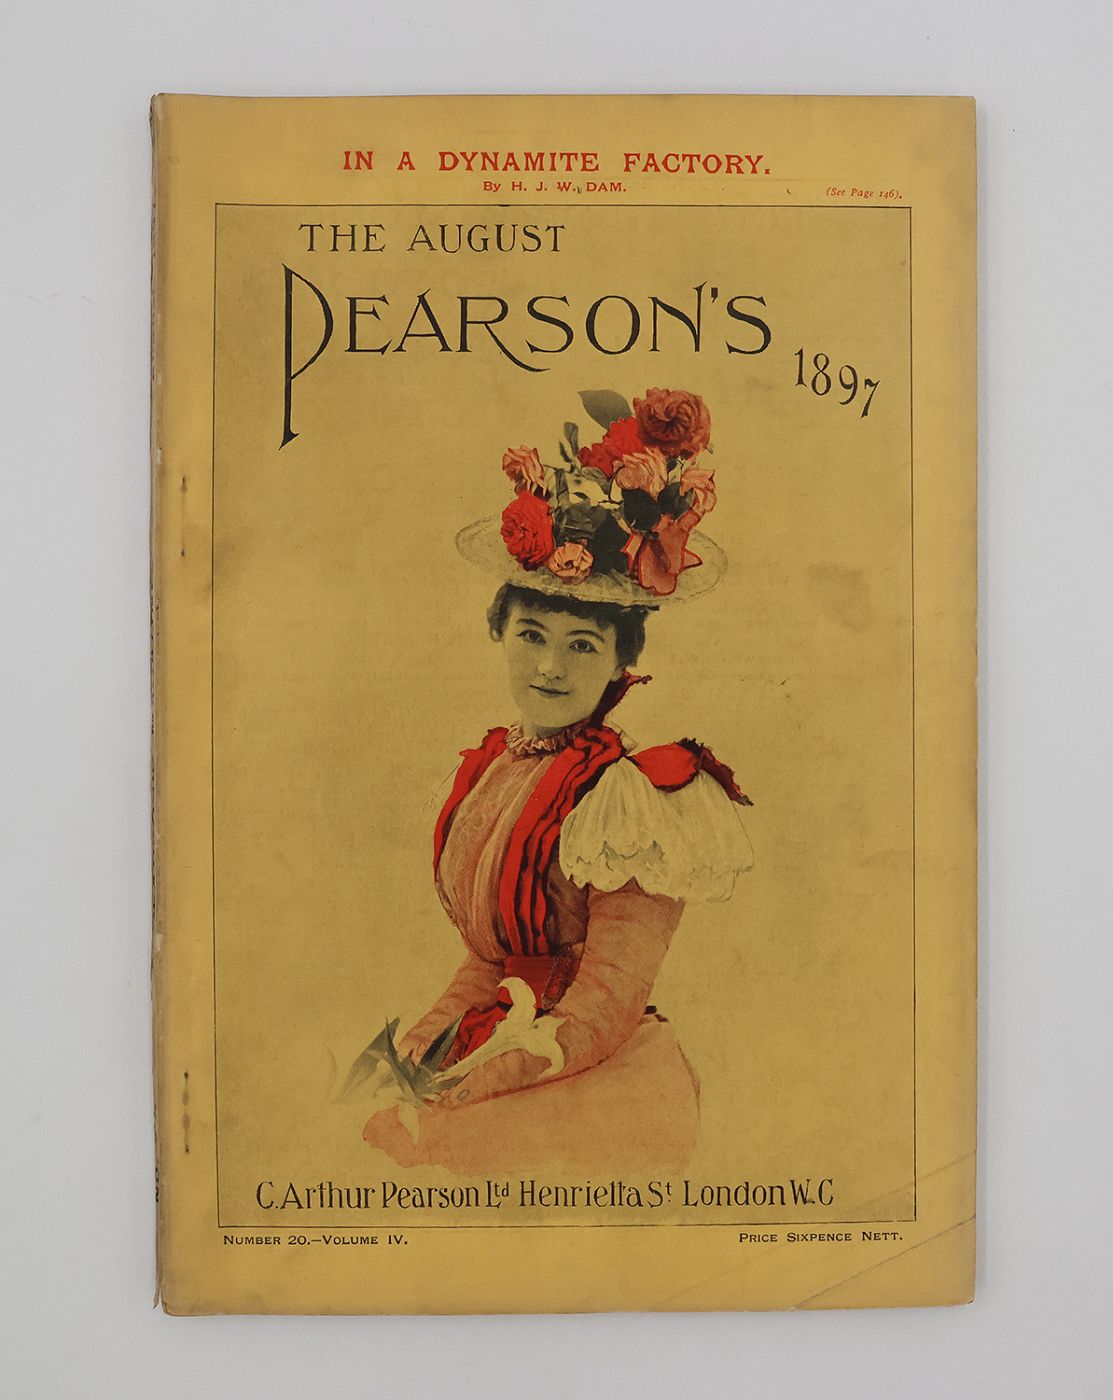 IN A DYNAMITE FACTORY.
By H. J. W. DAM.
(See Page 146).
THE AUGUST
PEARSON'S
1897
C. Arthur Pearson Ltd Henrietta St London W.C
NUMBER 20.—VOLUME IV.
PRICE SIXPENCE NETT.